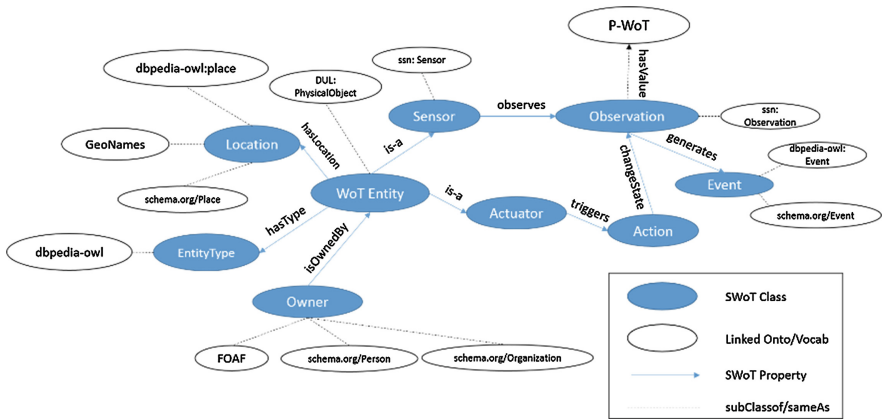 P-WoT
hasValue
dbpedia-owl:place
DUL:
PhysicalObject
ssn: Sensor
Sensor
observes
Observation
ssn:
Observation
GeoNames
Location
hasLocation
is-a
generates
changeState
dbpedia-owl:
Event
Event
schema.org/Place
WoT Entity
is-a
Actuator
triggers
Action
schema.org/Event
hasType
dbpedia-owl
EntityType
isOwnedBy
Owner
FOAF
schema.org/Person
schema.org/Organization
SWoT Class
Linked Onto/Vocab
SWoT Property
subClassof/sameAs